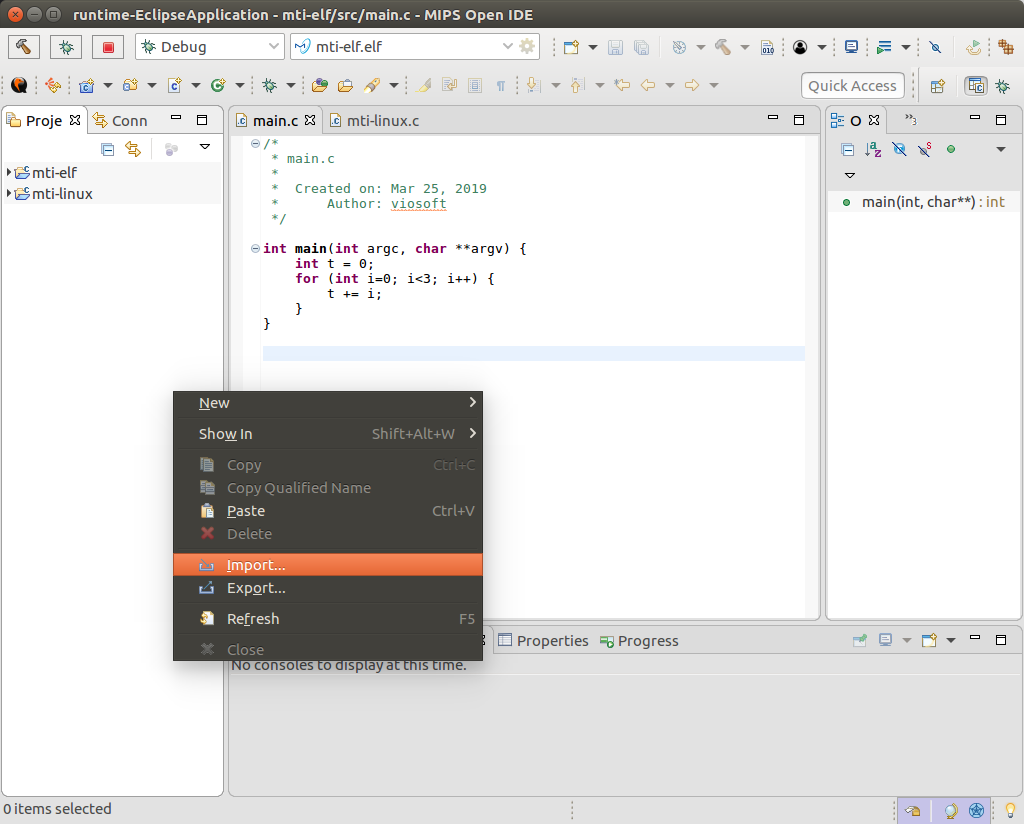 runtime-EclipseApplication - mti-elf/src/main.c - MIPS Open IDE
Debug
mti-elf.elf
010
Quick Access
Proje
Conn
main.c
mti-linux.c
O
»3
mti-elf
mti-linux
/*
 * main.c
 *
 *  Created on: Mar 25, 2019
 *      Author: viosoft
 */
int main(int argc, char **argv) {
    int t = 0;
    for (int i=0; i<3; i++) {
        t += i;
    }
}
main(int, char**) : int
New
Show In Shift+Alt+W
Copy Ctrl+C
Copy Qualified Name
Paste Ctrl+V
Delete
Import...
Export...
Refresh F5
Close
Properties
Progress
No consoles to display at this time.
0 items selected